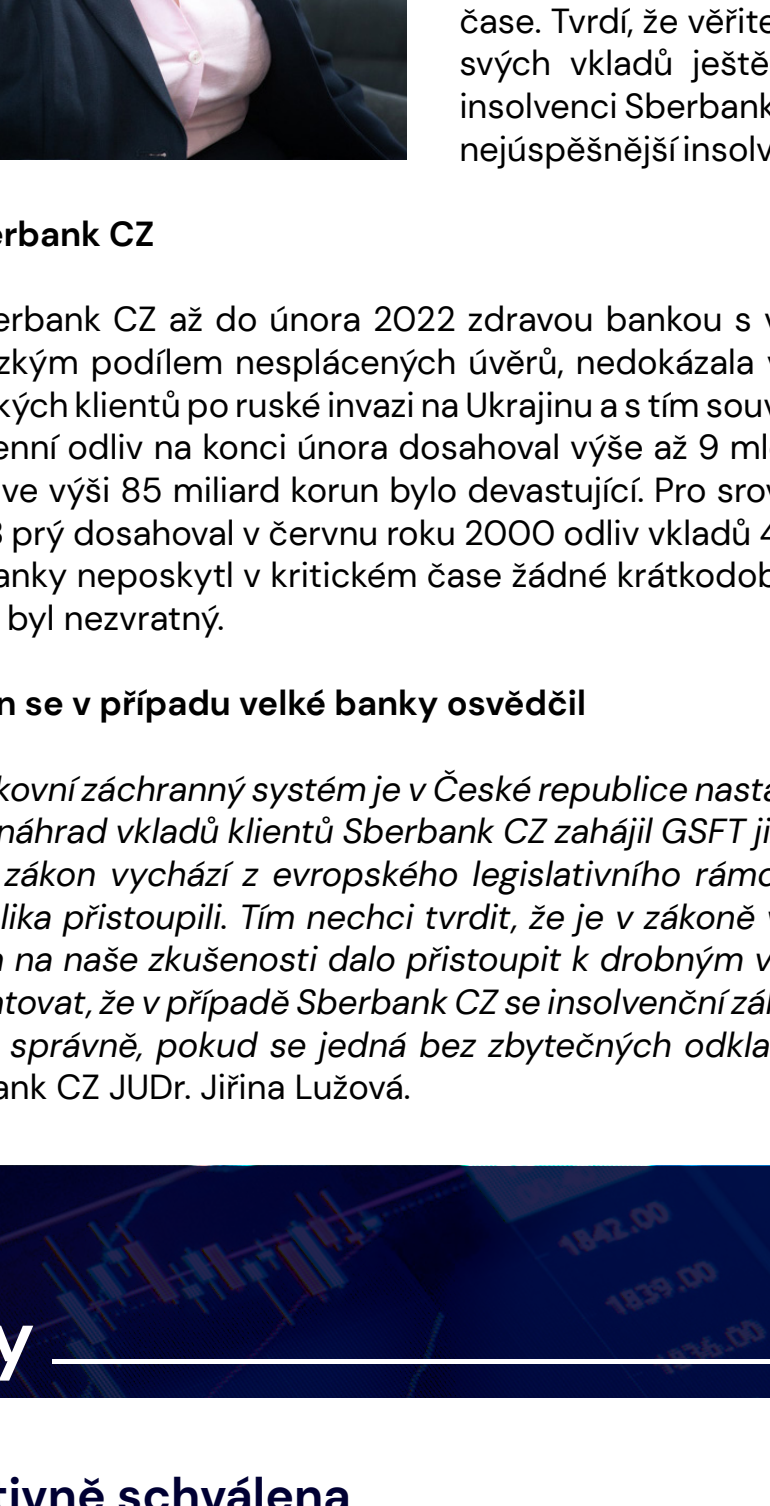 čase. Tvrdí, že věřite
svých vkladů ještě
insolvenci Sberbank
nejúspěšnější insolv
erbank CZ
erbank CZ až do února 2022 zdravou bankou s v
zkým podílem nesplácených úvěrů, nedokázala v
kých klientů po ruské invazi na Ukrajinu a s tím souv
enní odliv na konci února dosahoval výše až 9 ml
ve výši 85 miliard korun bylo devastující. Pro srov
B prý dosahoval v červnu roku 2000 odliv vkladů 4
anky neposkytl v kritickém čase žádné krátkodob
byl nezvratný.
n se v případu velké banky osvědčil
kovní záchranný systém je v České republice nasta
náhrad vkladů klientů Sberbank CZ zahájil GSFT ji
zákon vychází z evropského legislativního rámc
lika přistoupili. Tím nechci tvrdit, že je v zákoně v
na naše zkušenosti dalo přistoupit k drobným v
tovat, že v případě Sberbank CZ se insolvenční zá
správně, pokud se jedná bez zbytečných odkla
ank CZ JUDr. Jiřina Lužová.
1842.00
1839.00
1836.00
y
tivně schválena